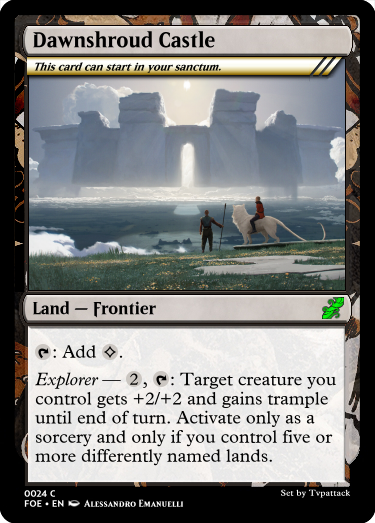 Dawnshroud Castle
This card can start in your sanctum.
Land — Frontier
: Add .
Explorer — 2, : Target creature you
control gets +2/+2 and gains trample
until end of turn. Activate only as a
sorcery and only if you control five or
more differently named lands.
0024 C
FOE • EN Alessandro Emanuelli
Set by Tvpattack